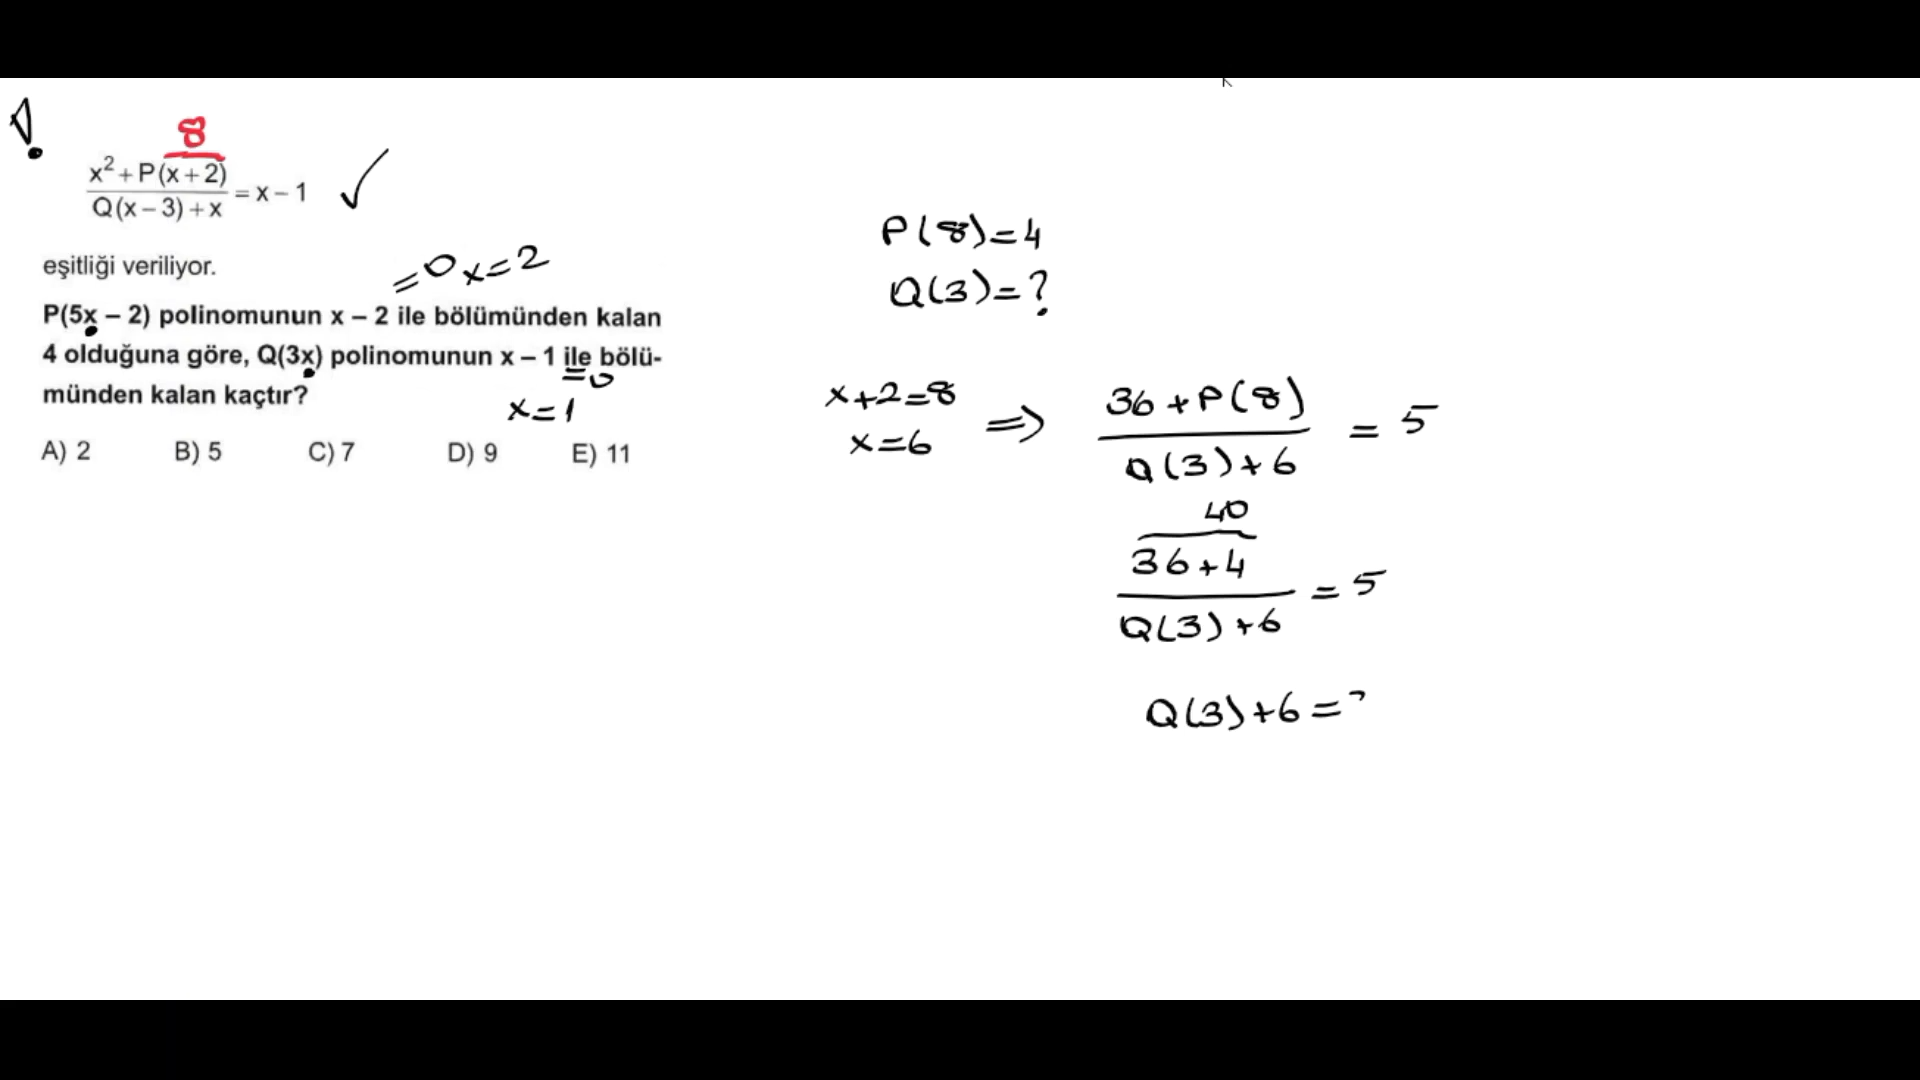 8
x² + P(x + 2)
Q(x – 3) + x
= x – 1
eşitliği veriliyor.
=0 x=2
P(5x – 2) polinomunun x – 2 ile bölümünden kalan
4 olduğuna göre, Q(3x) polinomunun x – 1 ile bölü-
=0
münden kalan kaçtır?
x=1
A) 2 B) 5 C) 7 D) 9 E) 11
P(8)=4
Q(3)=?
x+2=8
x=6
⇒
36+P(8)
Q(3)+6
= 5
40
36+4
Q(3)+6
= 5
Q(3)+6=